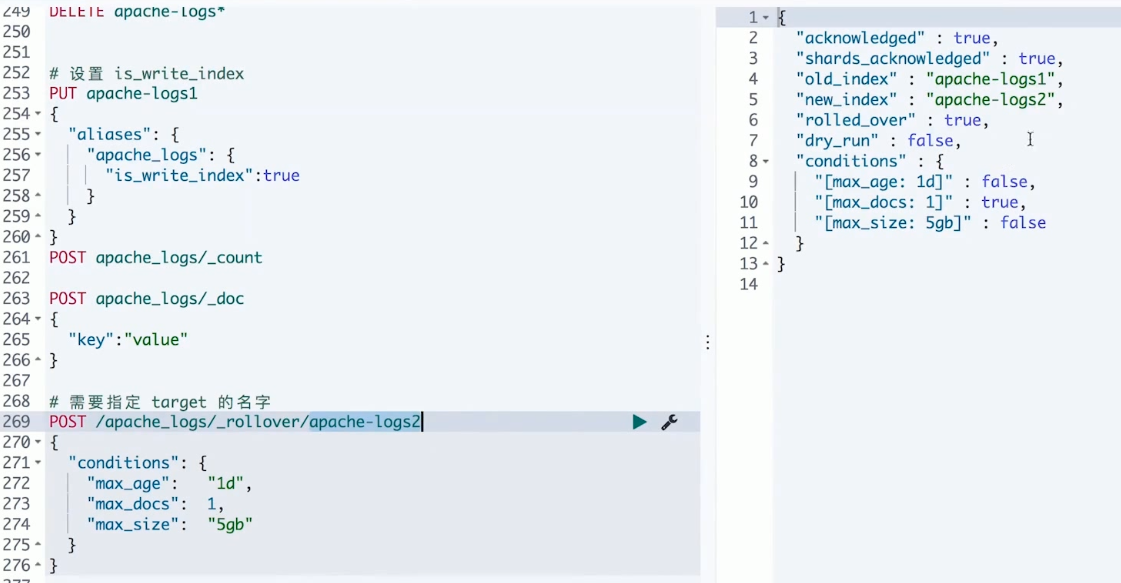 249 DELETE apache-logs*
250
251
252 # 设置 is_write_index
253 PUT apache-logs1
254 {
255 "aliases": {
256 "apache_logs": {
257 "is_write_index":true
258 }
259 }
260 }
261 POST apache_logs/_count
262
263 POST apache_logs/_doc
264 {
265 "key":"value"
266 }
267
268 # 需要指定 target 的名字
269 POST /apache_logs/_rollover/apache-logs2
270 {
271 "conditions": {
272 "max_age": "1d",
273 "max_docs": 1,
274 "max_size": "5gb"
275 }
276 }
277
1 {
2 "acknowledged" : true,
3 "shards_acknowledged" : true,
4 "old_index" : "apache-logs1",
5 "new_index" : "apache-logs2",
6 "rolled_over" : true,
7 "dry_run" : false,
8 "conditions" : {
9 "[max_age: 1d]" : false,
10 "[max_docs: 1]" : true,
11 "[max_size: 5gb]" : false
12 }
13 }
14